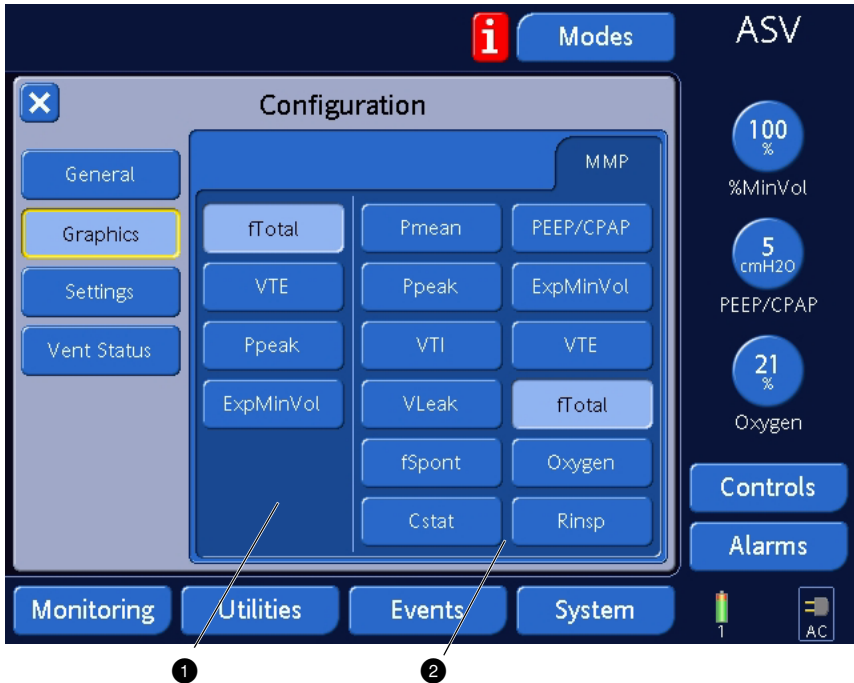 i
Modes
ASV
Configuration
MMP
General
Graphics
Settings
Vent Status
fTotal
VTE
Ppeak
ExpMinVol
Pmean
PEEP/CPAP
Ppeak
ExpMinVol
VTI
VTE
VLeak
fTotal
fSpont
Oxygen
Cstat
Rinsp
100
%
%MinVol
5
cmH2O
PEEP/CPAP
21
%
Oxygen
Controls
Alarms
Monitoring
Utilities
Events
System
1
AC
1
2